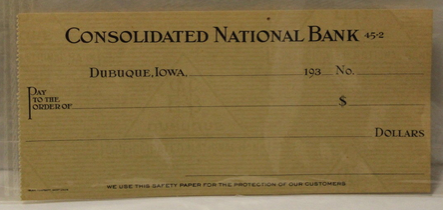 CONSOLIDATED NATIONAL BANK 45-2
DUBUQUE, IOWA, 193 No.
PAY
TO THE
ORDER OF $
DOLLARS
WE USE THIS SAFETY PAPER FOR THE PROTECTION OF OUR CUSTOMERS